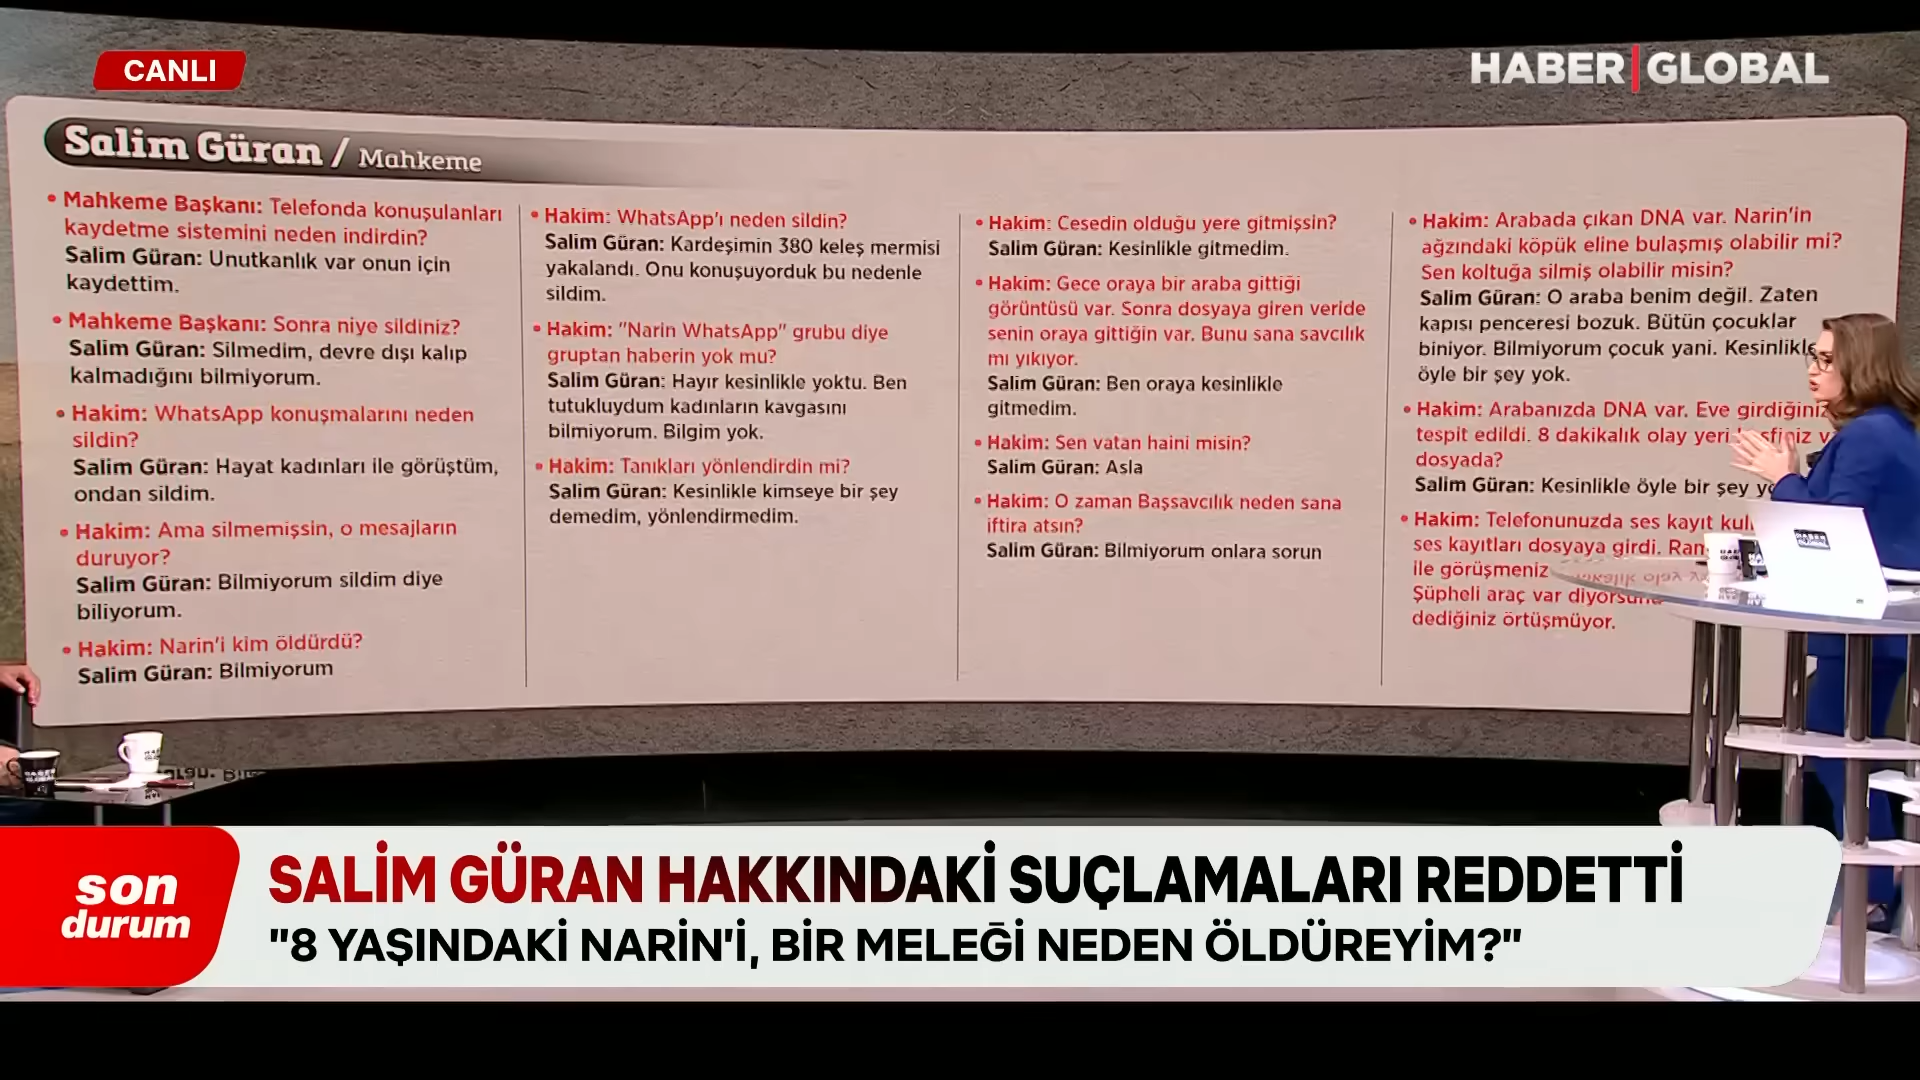 CANLI
HABER GLOBAL
Salim Güran / Mahkeme
• Mahkeme Başkanı: Telefonda konuşulanları
kaydetme sistemini neden indirdin?
Salim Güran: Unutkanlık var onun için
kaydettim.
• Mahkeme Başkanı: Sonra niye sildiniz?
Salim Güran: Silmedim, devre dışı kalıp
kalmadığını bilmiyorum.
• Hakim: WhatsApp konuşmalarını neden
sildin?
Salim Güran: Hayat kadınları ile görüştüm,
ondan sildim.
• Hakim: Ama silmemişsin, o mesajların
duruyor?
Salim Güran: Bilmiyorum sildim diye
biliyorum.
• Hakim: Narin'i kim öldürdü?
Salim Güran: Bilmiyorum
• Hakim: WhatsApp'ı neden sildin?
Salim Güran: Kardeşimin 380 keleş mermisi
yakalandı. Onu konuşuyorduk bu nedenle
sildim.
• Hakim: "Narin WhatsApp" grubu diye
gruptan haberin yok mu?
Salim Güran: Hayır kesinlikle yoktu. Ben
tutukluydum kadınların kavgasını
bilmiyorum. Bilgim yok.
• Hakim: Tanıkları yönlendirdin mi?
Salim Güran: Kesinlikle kimseye bir şey
demedim, yönlendirmedim.
• Hakim: Cesedin olduğu yere gitmişsin?
Salim Güran: Kesinlikle gitmedim.
• Hakim: Gece oraya bir araba gittiği
görüntüsü var. Sonra dosyaya giren veride
senin oraya gittiğin var. Bunu sana savcılık
mı yıkıyor.
Salim Güran: Ben oraya kesinlikle
gitmedim.
• Hakim: Sen vatan haini misin?
Salim Güran: Asla
• Hakim: O zaman Başsavcılık neden sana
iftira atsın?
Salim Güran: Bilmiyorum onlara sorun
• Hakim: Arabada çıkan DNA var. Narin'in
ağzındaki köpük eline bulaşmış olabilir mi?
Sen koltuğa silmiş olabilir misin?
Salim Güran: O araba benim değil. Zaten
kapısı penceresi bozuk. Bütün çocuklar
biniyor. Bilmiyorum çocuk yani. Kesinlikle
öyle bir şey yok.
• Hakim: Arabanızda DNA var. Eve girdiğiniz
tespit edildi. 8 dakikalık olay yeri
dosyada?
Salim Güran: Kesinlikle öyle bir şey
• Hakim: Telefonunuzda ses kayıt
ses kayıtları dosyaya girdi.
ile görüşmeniz
Şüpheli araç var
dediğiniz örtüşmüyor.
son
durum
SALİM GÜRAN HAKKINDAKİ SUÇLAMALARI REDDETTİ
"8 YAŞINDAKİ NARİN'İ, BİR MELEĞİ NEDEN ÖLDÜREYİM?"